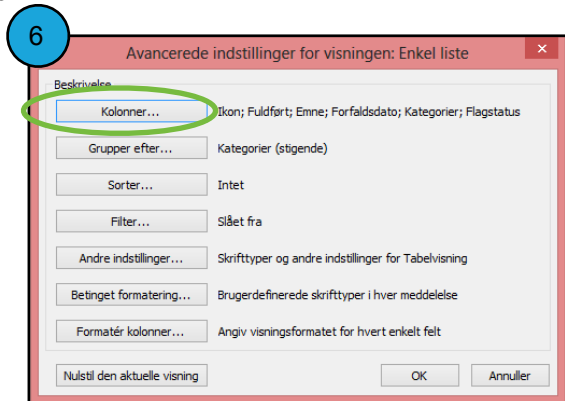 6
Avancerede indstillinger for visningen: Enkel liste
Beskrivelse
Kolonner... Ikon; Fuldført; Emne; Forfaldsdato; Kategorier; Flagstatus
Grupper efter... Kategorier (stigende)
Sorter... Intet
Filter... Slået fra
Andre indstillinger... Skrifttyper og andre indstillinger for Tabelvisning
Betinget formatering... Brugerdefinerede skrifttyper i hver meddelelse
Formatér kolonner... Angiv visningsformatet for hvert enkelt felt
Nulstil den aktuelle visning OK Annuller